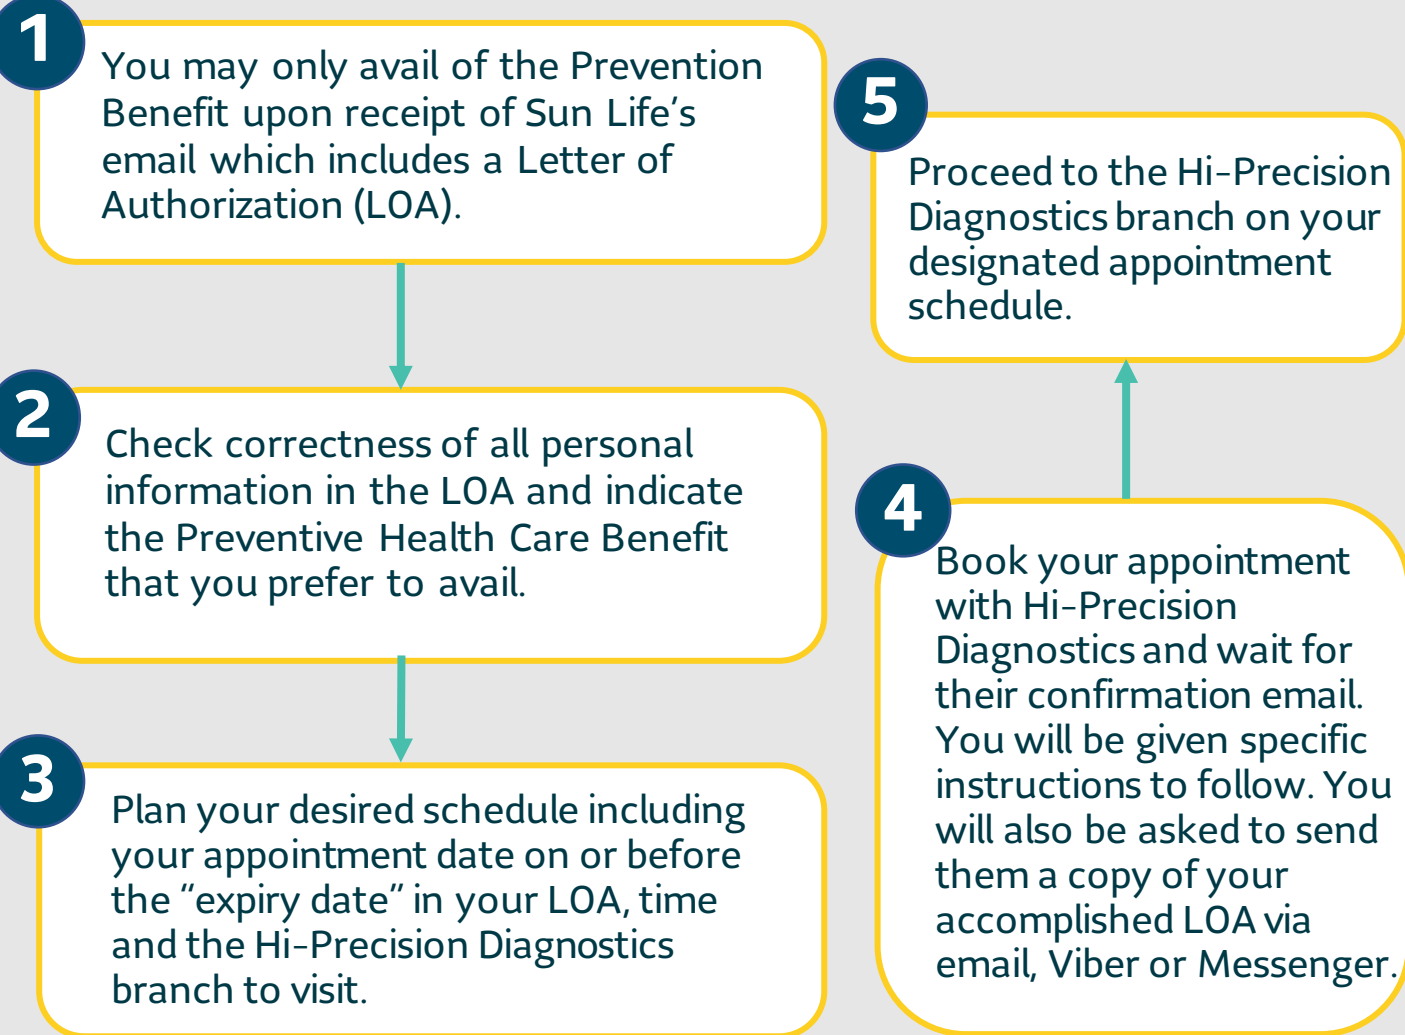 1
You may only avail of the Prevention
Benefit upon receipt of Sun Life's
email which includes a Letter of
Authorization (LOA).
2
Check correctness of all personal
information in the LOA and indicate
the Preventive Health Care Benefit
that you prefer to avail.
3
Plan your desired schedule including
your appointment date on or before
the “expiry date” in your LOA, time
and the Hi-Precision Diagnostics
branch to visit.
4
Book your appointment
with Hi-Precision
Diagnostics and wait for
their confirmation email.
You will be given specific
instructions to follow. You
will also be asked to send
them a copy of your
accomplished LOA via
email, Viber or Messenger.
5
Proceed to the Hi-Precision
Diagnostics branch on your
designated appointment
schedule.